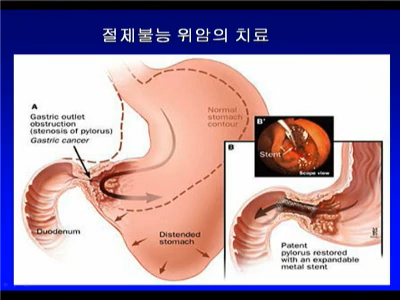 절제불능 위암의 치료
A
Gastric outlet
obstruction
(stenosis of pylorus)
Gastric cancer
Normal
stomach
contour
B'
Stent
Scope view
B
Duodenum
Distended
stomach
Patent
pylorus restored
with an expandable
metal stent